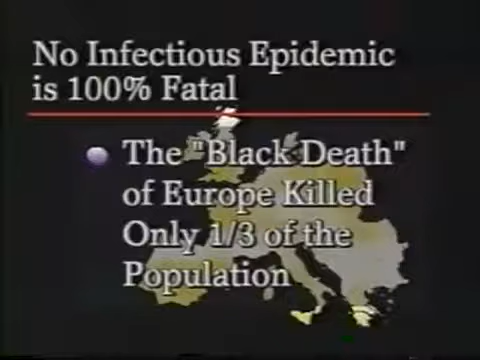 No Infectious Epidemic
is 100% Fatal
The "Black Death"
of Europe Killed
Only 1/3 of the
Population